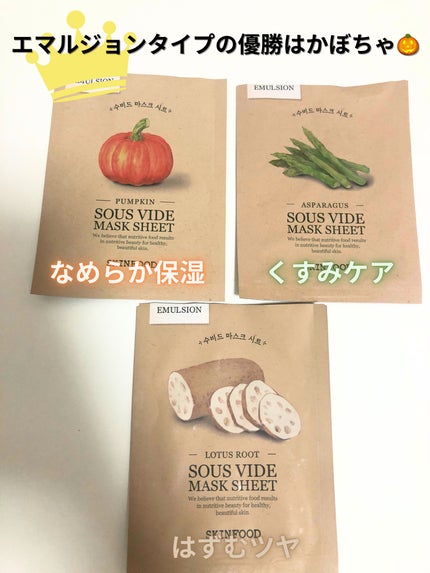 エマルジョンタイプの優勝はかぼちゃ🎃
EMULSION
수비드 마스크 시트
PUMPKIN
SOUS VIDE
MASK SHEET
We believe that nutritive food results
in nutritive beauty for healthy,
beautiful skin.
SKINFOOD
なめらか保湿
EMULSION
수비드 마스크 시트
ASPARAGUS
SOUS VIDE
MASK SHEET
We believe that nutritive food results
in nutritive beauty for healthy,
beautiful skin.
SKINFOOD
くすみケア
EMULSION
수비드 마스크 시트
LOTUS ROOT
SOUS VIDE
MASK SHEET
We believe that nutritive food results
in nutritive beauty for healthy,
beautiful skin.
SKINFOOD
はずむツヤ